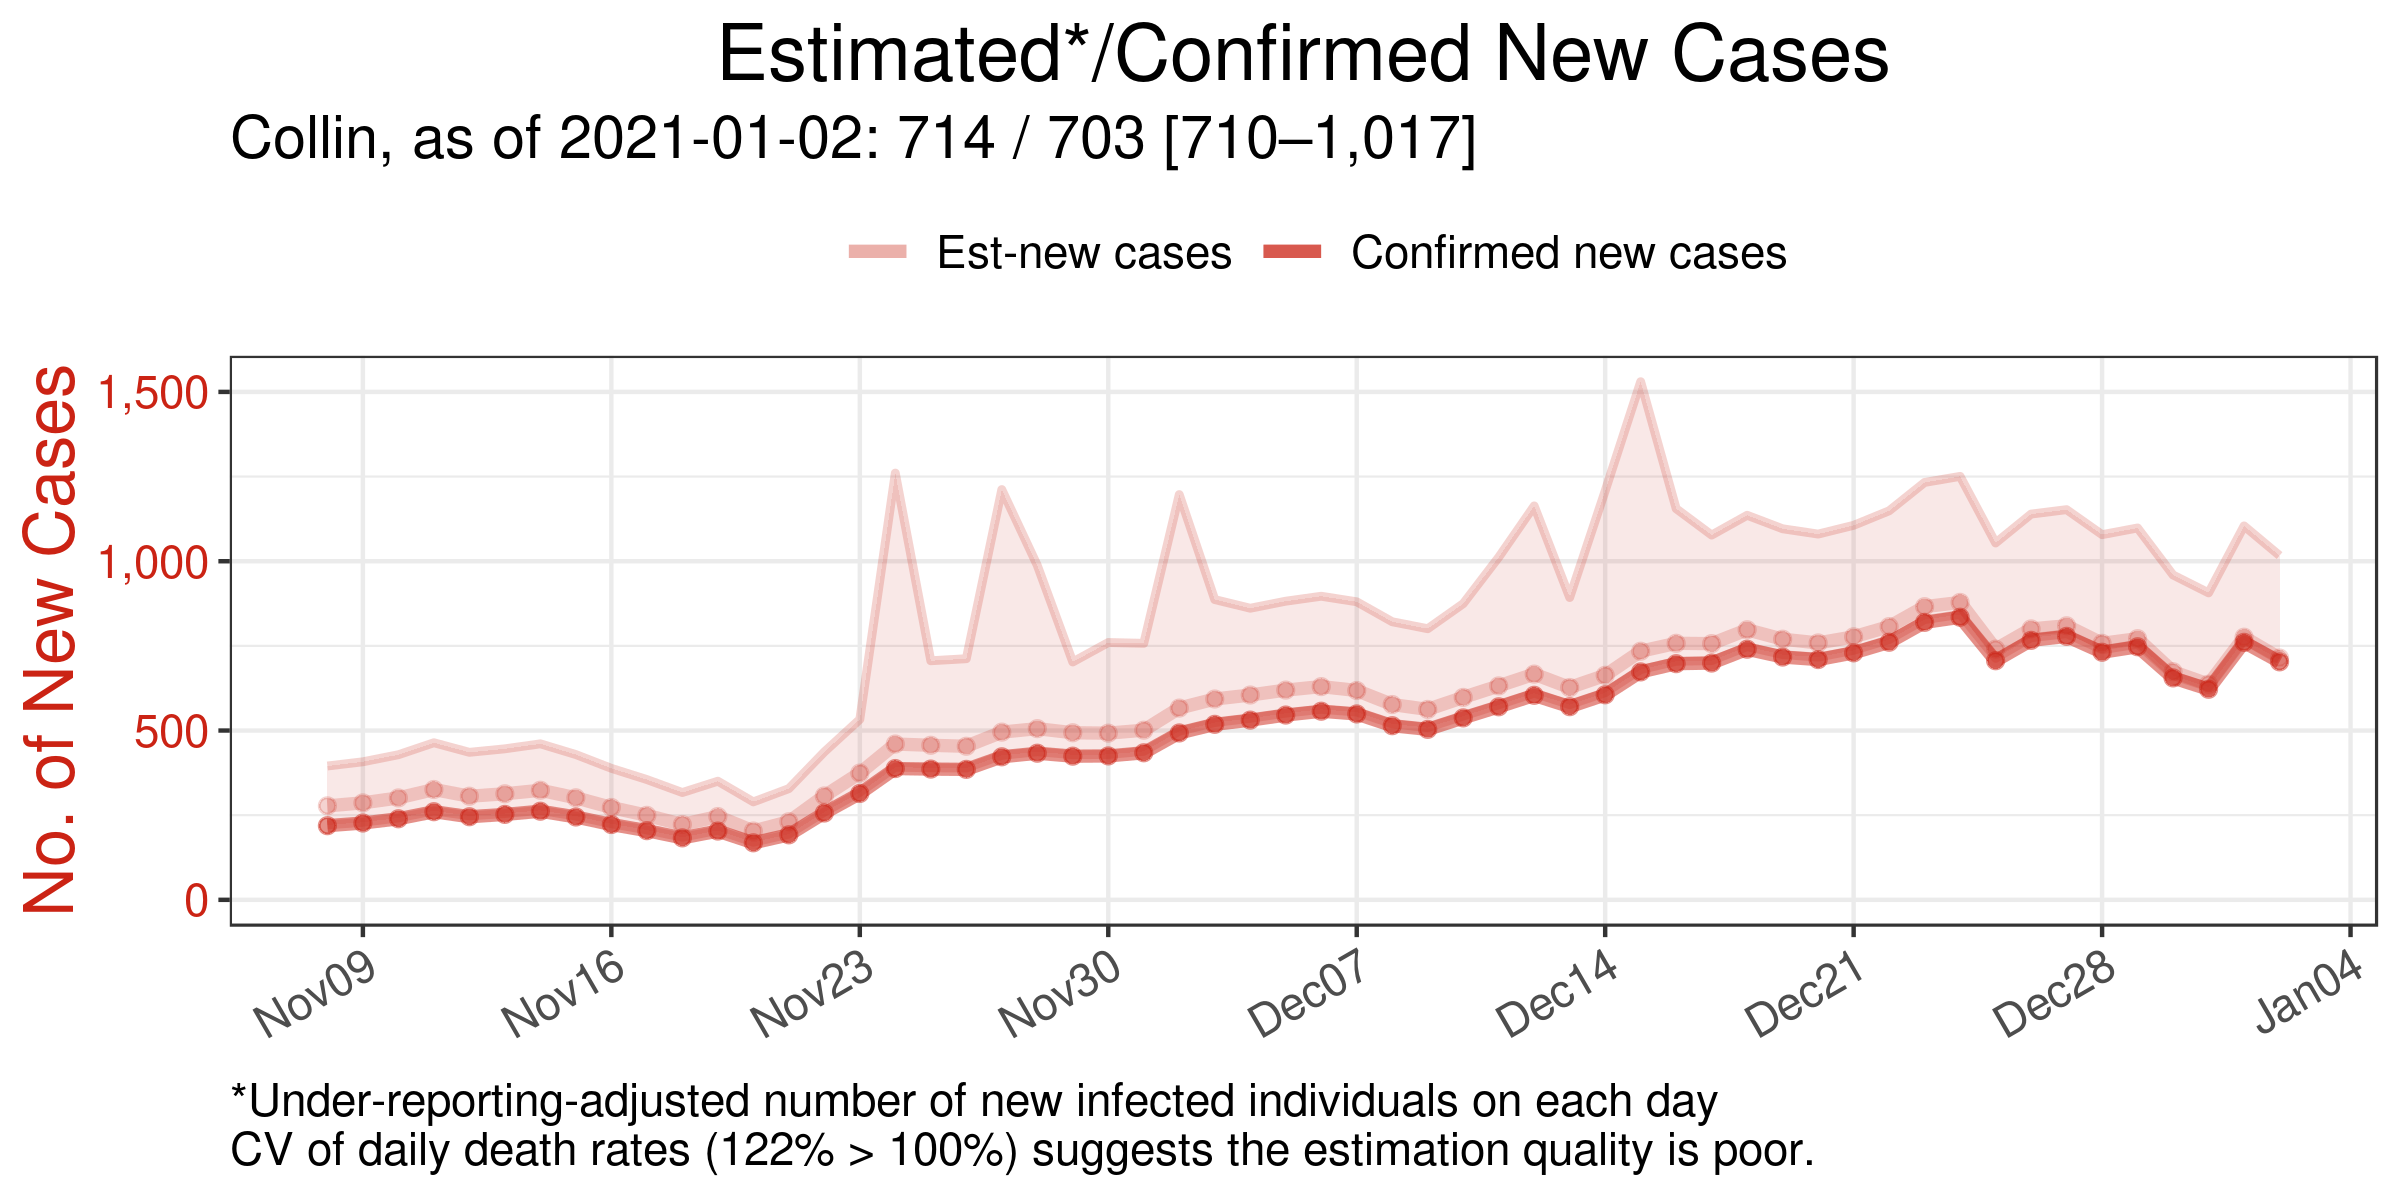 Estimated*/Confirmed New Cases
Collin, as of 2021-01-02: 714 / 703 [710–1,017]
Est-new cases Confirmed new cases
No. of New Cases
1,500
1,000
500
0
Nov09 Nov16 Nov23 Nov30 Dec07 Dec14 Dec21 Dec28 Jan04
*Under-reporting-adjusted number of new infected individuals on each day
CV of daily death rates (122% > 100%) suggests the estimation quality is poor.